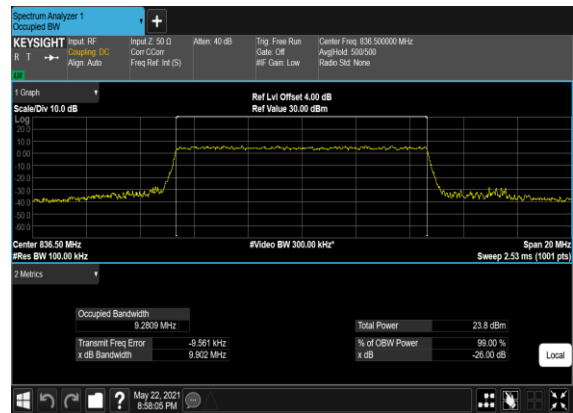 Spectrum Analyzer 1
Occupied BW
KEYSIGHT Input: RF Input Z: 50 Ω Atten: 40 dB Trig: Free Run Center Freq: 836.500000 MHz
R T Coupling: DC Corr CCorr Gate: Off Avg|Hold: 500/500
Align: Auto Freq Ref: Int (S) #IF Gain: Low Radio Std: None
1 Graph
Ref Lvl Offset 4.00 dB
Scale/Div 10.0 dB Ref Value 30.00 dBm
Log
20.0
10.0
0.00
-10.0
-20.0
-30.0
-40.0
-50.0
-60.0
Center 836.50 MHz #Video BW 300.00 kHz* Span 20 MHz
#Res BW 100.00 kHz Sweep 2.53 ms (1001 pts)
2 Metrics
Occupied Bandwidth
9.2809 MHz Total Power 23.8 dBm
Transmit Freq Error -9.561 kHz % of OBW Power 99.00 %
x dB Bandwidth 9.902 MHz x dB -26.00 dB
Local
? May 22, 2021
8:58:05 PM